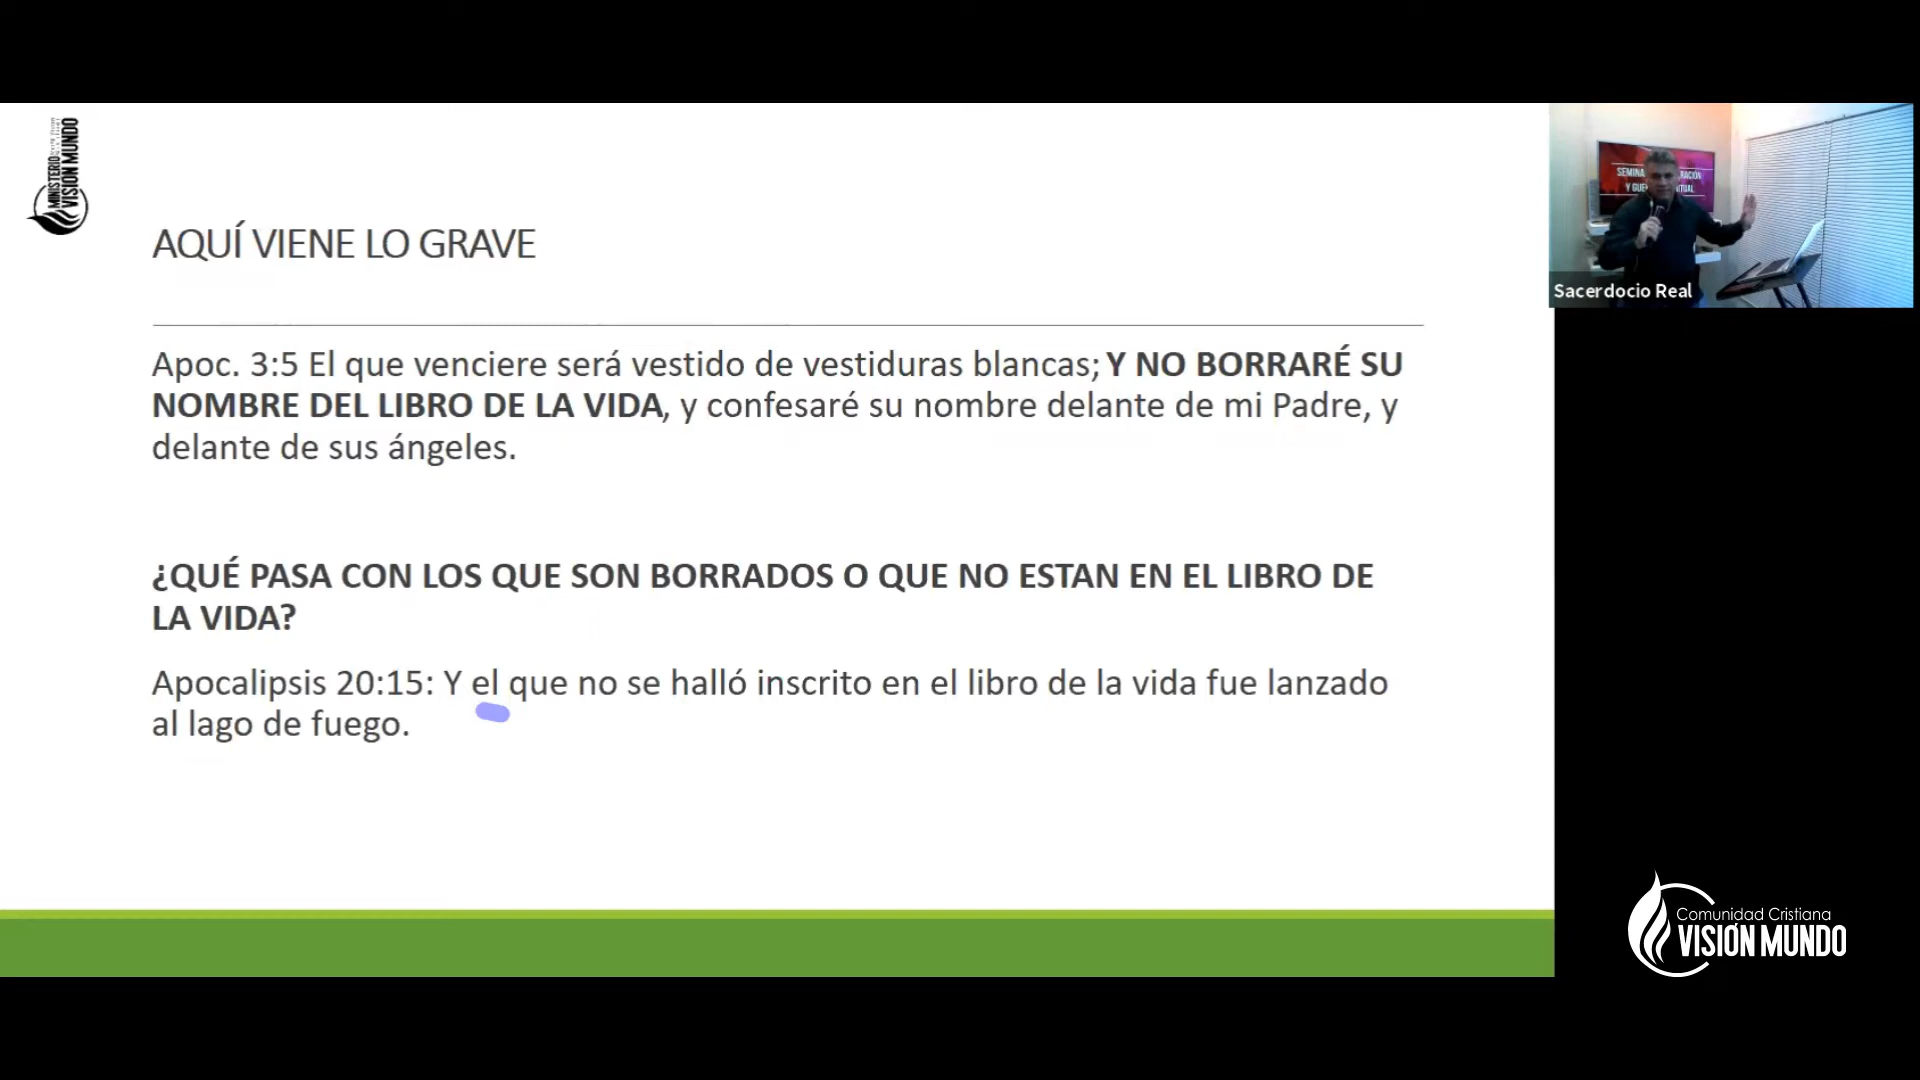 MINISTERIO
VISIÓN MUNDO
AQUÍ VIENE LO GRAVE
Apoc. 3:5 El que venciere será vestido de vestiduras blancas; Y NO BORRARÉ SU
NOMBRE DEL LIBRO DE LA VIDA, y confesaré su nombre delante de mi Padre, y
delante de sus ángeles.
¿QUÉ PASA CON LOS QUE SON BORRADOS O QUE NO ESTAN EN EL LIBRO DE
LA VIDA?
Apocalipsis 20:15: Y el que no se halló inscrito en el libro de la vida fue lanzado
al lago de fuego.
Sacerdocio Real
Comunidad Cristiana
VISIÓN MUNDO